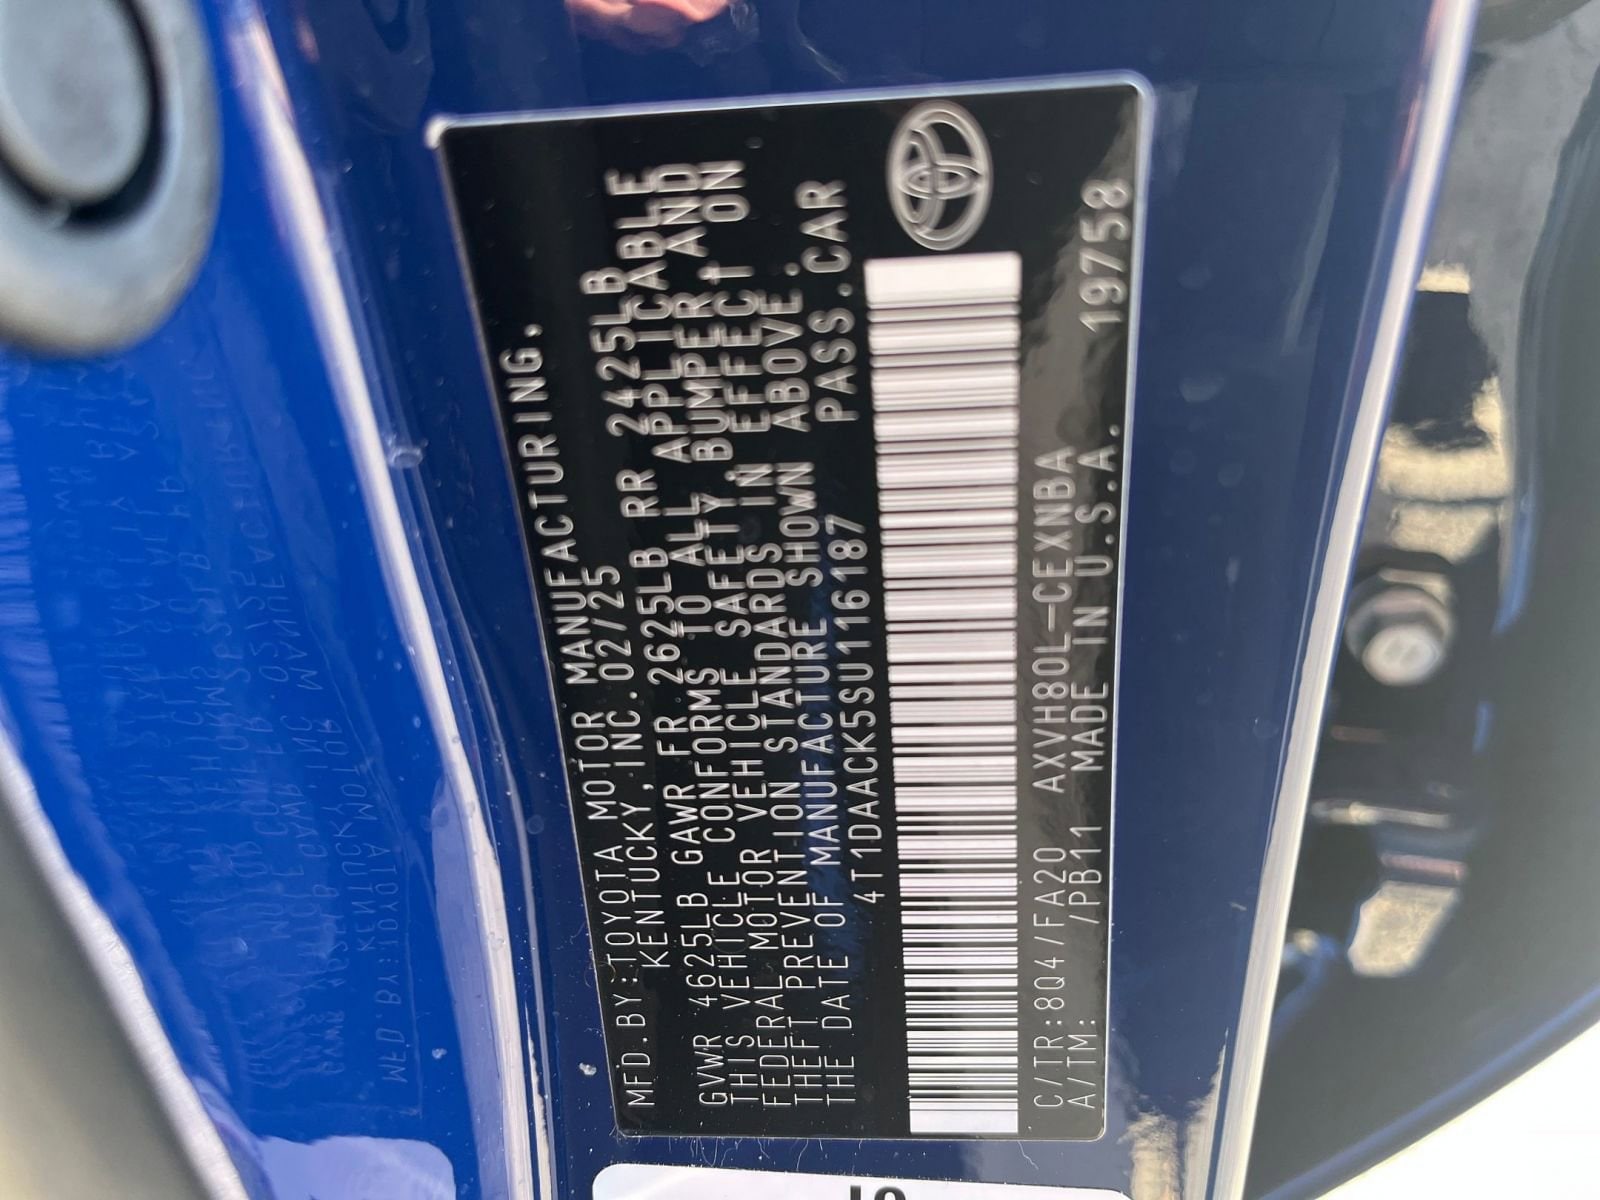 MFD.BY:TOYOTA MOTOR MANUFACTURING.
KENTUCKY,INC.02/25
GVWR 4625LB GAWR FR 2625LB RR 2425LB
THIS VEHICLE CONFORMS TO ALL APPLICABLE
FEDERAL MOTOR VEHICLE SAFETY,BUMPER,AND
THEFT PREVENTION STANDARDS IN EFFECT ON
THE DATE OF MANUFACTURE SHOWN ABOVE.
4T1DAACK5SU116187 PASS.CAR
C/TR:8Q4/FA20 AXVH80L-CEXNBA
A/TM: /PB11 MADE IN U.S.A. 19758